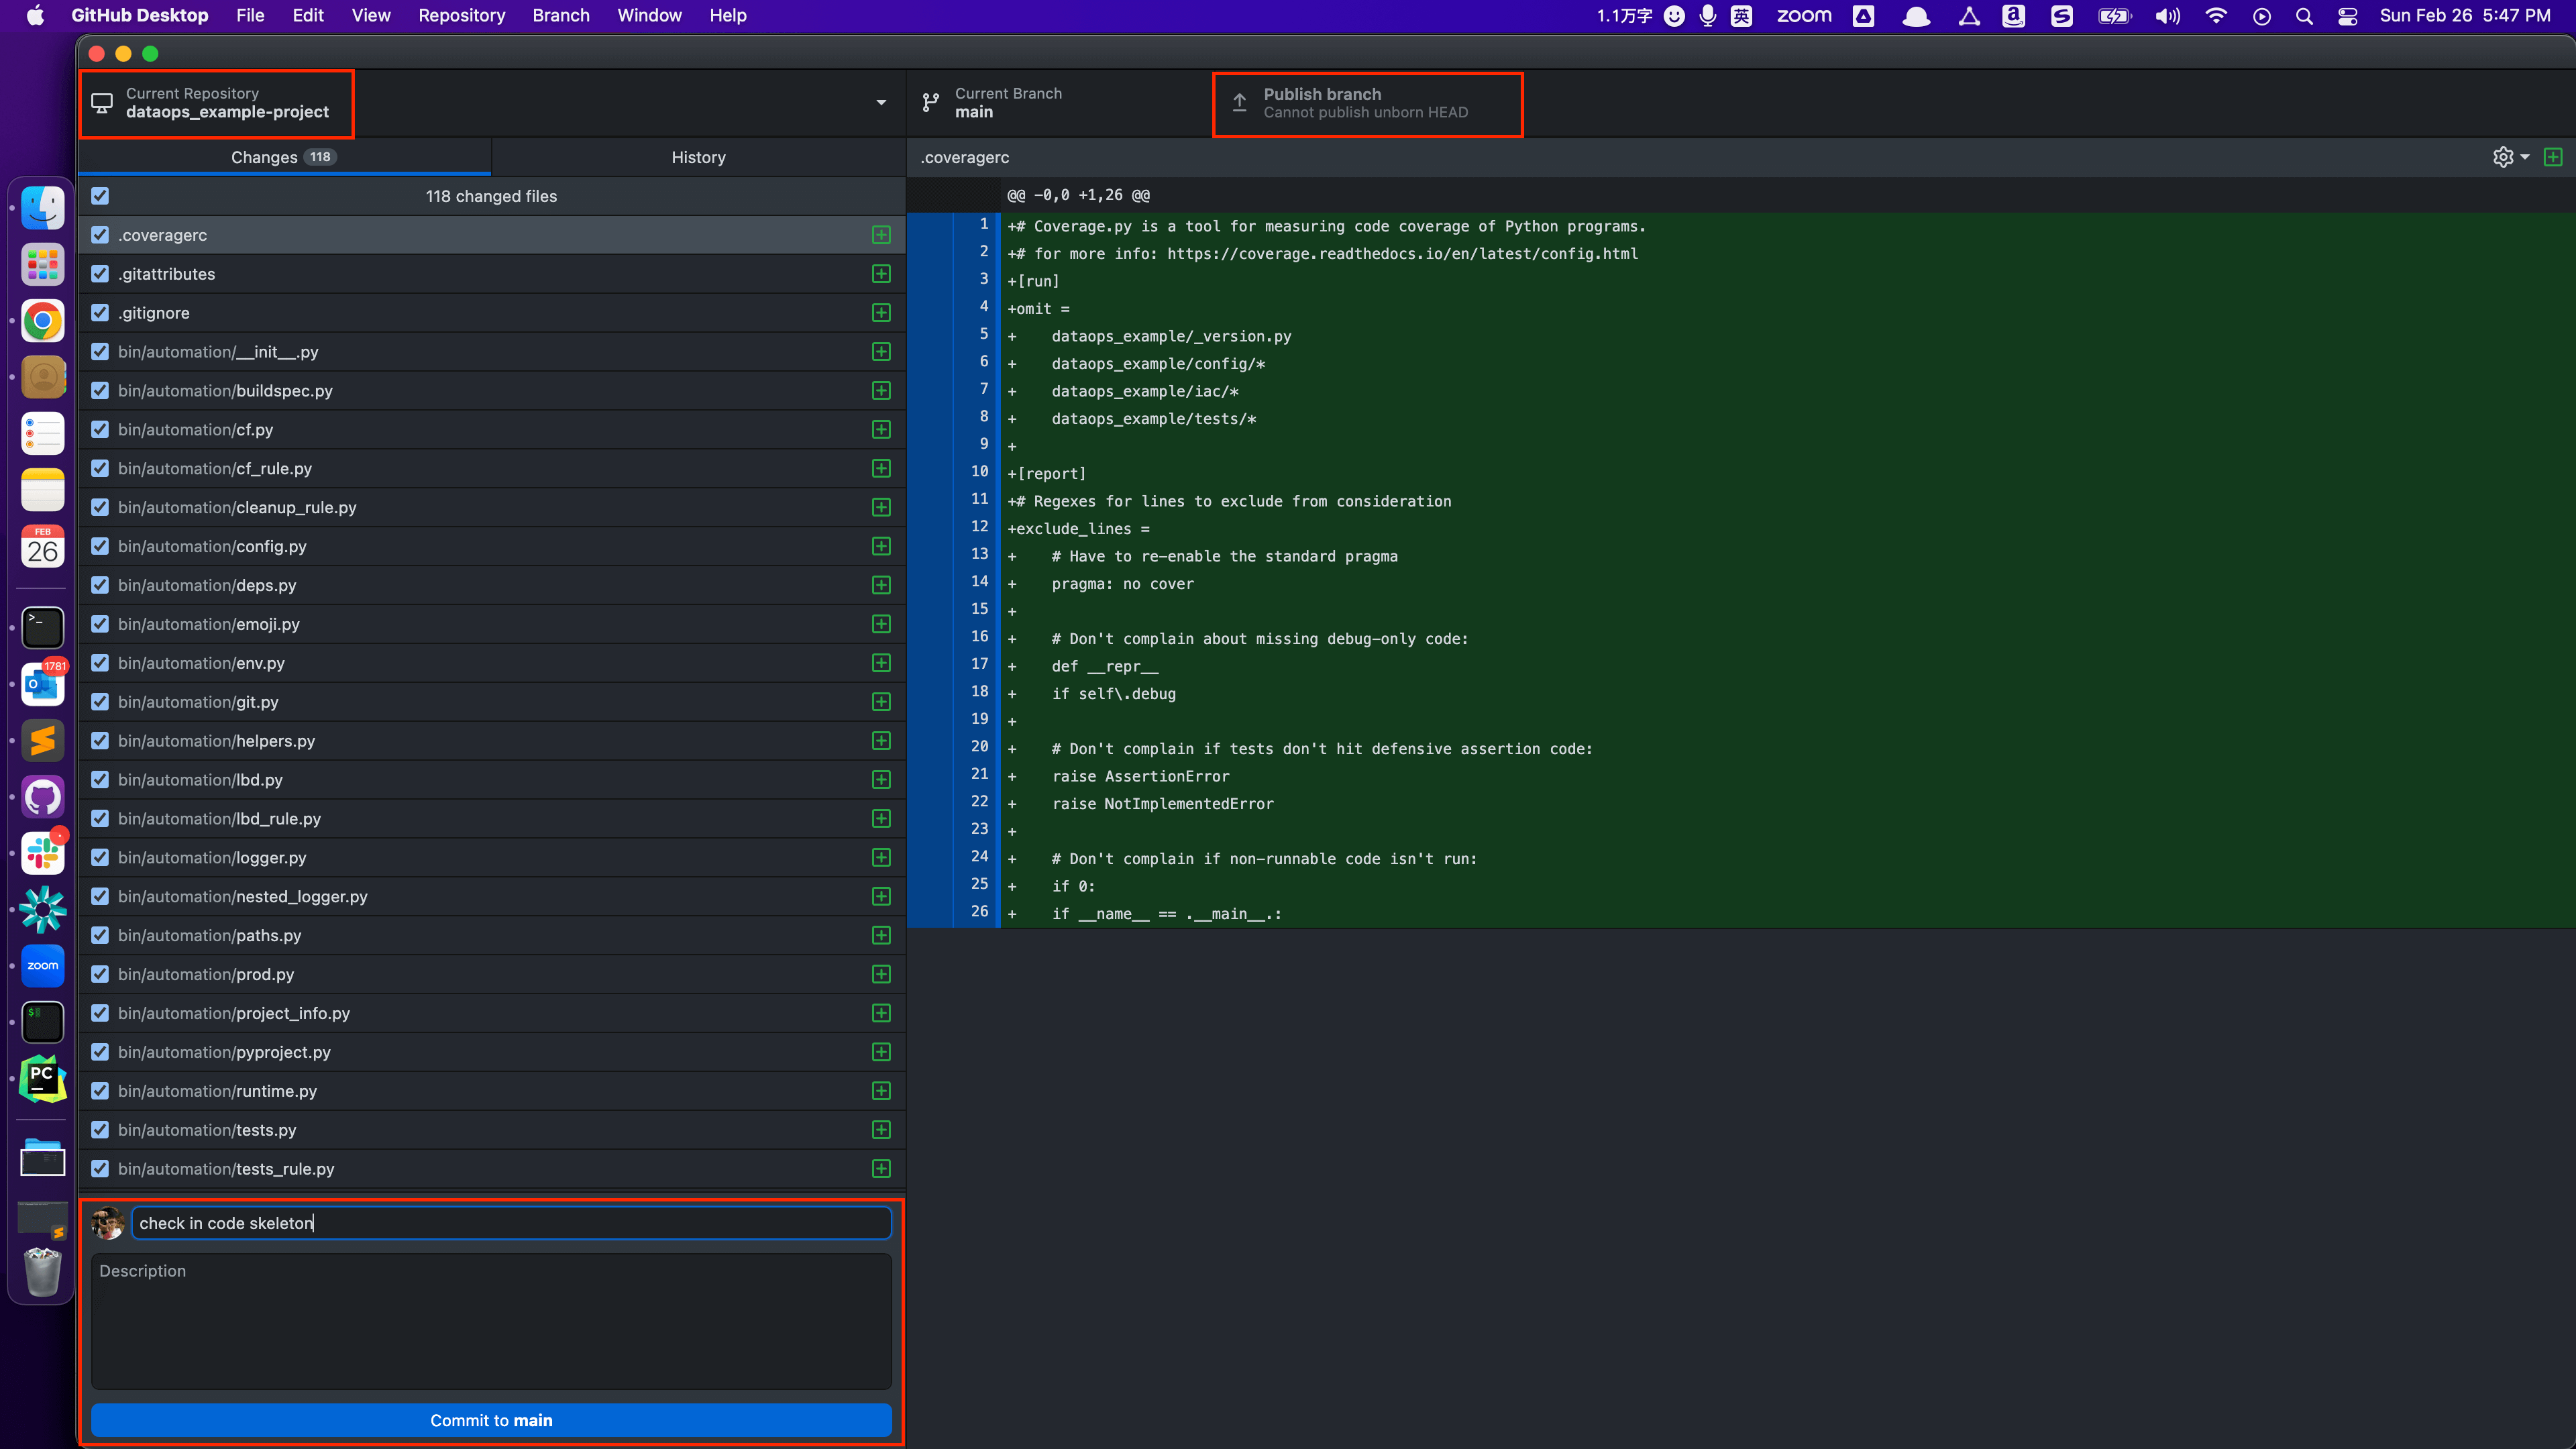 GitHub Desktop File Edit View Repository Branch Window Help 1.1万字 英 zoom Sun Feb 26 5:47 PM
Current Repository
dataops_example-project
Current Branch
main
Publish branch
Cannot publish unborn HEAD
Changes 118
History
.coveragerc
118 changed files
.coveragerc
.gitattributes
.gitignore
bin/automation/__init__.py
bin/automation/buildspec.py
bin/automation/cf.py
bin/automation/cf_rule.py
bin/automation/cleanup_rule.py
bin/automation/config.py
bin/automation/deps.py
bin/automation/emoji.py
bin/automation/env.py
bin/automation/git.py
bin/automation/helpers.py
bin/automation/lbd.py
bin/automation/lbd_rule.py
bin/automation/logger.py
bin/automation/nested_logger.py
bin/automation/paths.py
bin/automation/prod.py
bin/automation/project_info.py
bin/automation/pyproject.py
bin/automation/runtime.py
bin/automation/tests.py
bin/automation/tests_rule.py
check in code skeleton
Description
Commit to main
@@ -0,0 +1,26 @@
1 +# Coverage.py is a tool for measuring code coverage of Python programs.
2 +# for more info: https://coverage.readthedocs.io/en/latest/config.html
3 +[run]
4 +omit =
5 +    dataops_example/_version.py
6 +    dataops_example/config/*
7 +    dataops_example/iac/*
8 +    dataops_example/tests/*
9 +
10 +[report]
11 +# Regexes for lines to exclude from consideration
12 +exclude_lines =
13 +    # Have to re-enable the standard pragma
14 +    pragma: no cover
15 +
16 +    # Don't complain about missing debug-only code:
17 +    def __repr__
18 +    if self\.debug
19 +
20 +    # Don't complain if tests don't hit defensive assertion code:
21 +    raise AssertionError
22 +    raise NotImplementedError
23 +
24 +    # Don't complain if non-runnable code isn't run:
25 +    if 0:
26 +    if __name__ == .__main__.:
FEB
26
1781
zoom
PC